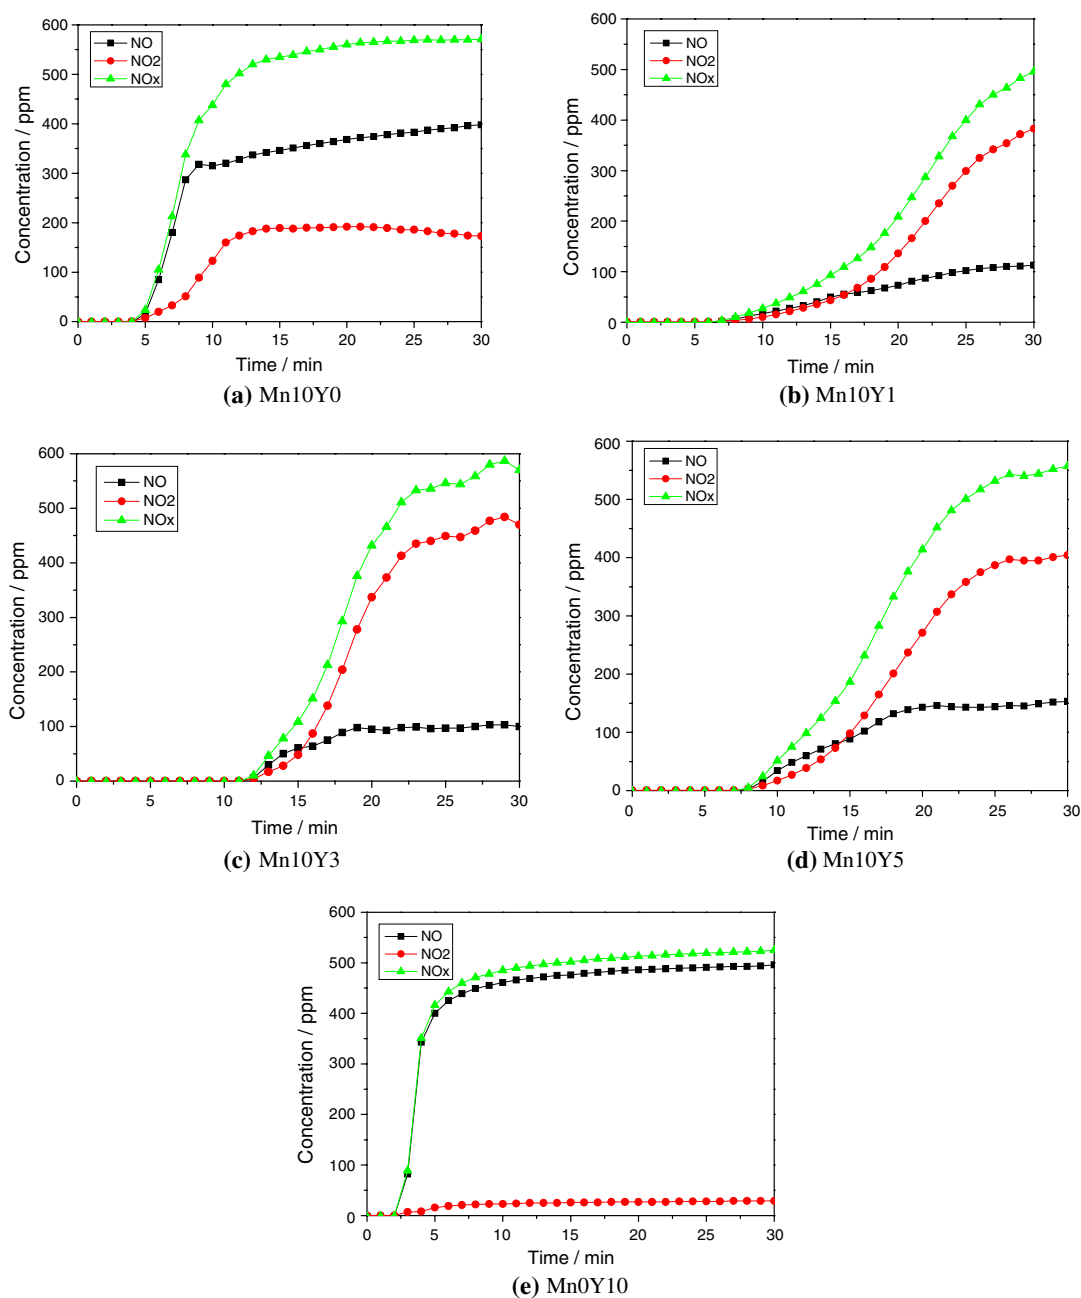 600
500
400
300
200
100
0
Concentration / ppm
NO
NO2
NOx
0 5 10 15 20 25 30
Time / min
(a) Mn10Y0
600
500
400
300
200
100
0
Concentration / ppm
NO
NO2
NOx
0 5 10 15 20 25 30
Time / min
(b) Mn10Y1
600
500
400
300
200
100
0
Concentration / ppm
NO
NO2
NOx
0 5 10 15 20 25 30
Time / min
(c) Mn10Y3
600
500
400
300
200
100
0
Concentration / ppm
NO
NO2
NOx
0 5 10 15 20 25 30
Time / min
(d) Mn10Y5
600
500
400
300
200
100
0
Concentration / ppm
NO
NO2
NOx
0 5 10 15 20 25 30
Time / min
(e) Mn0Y10